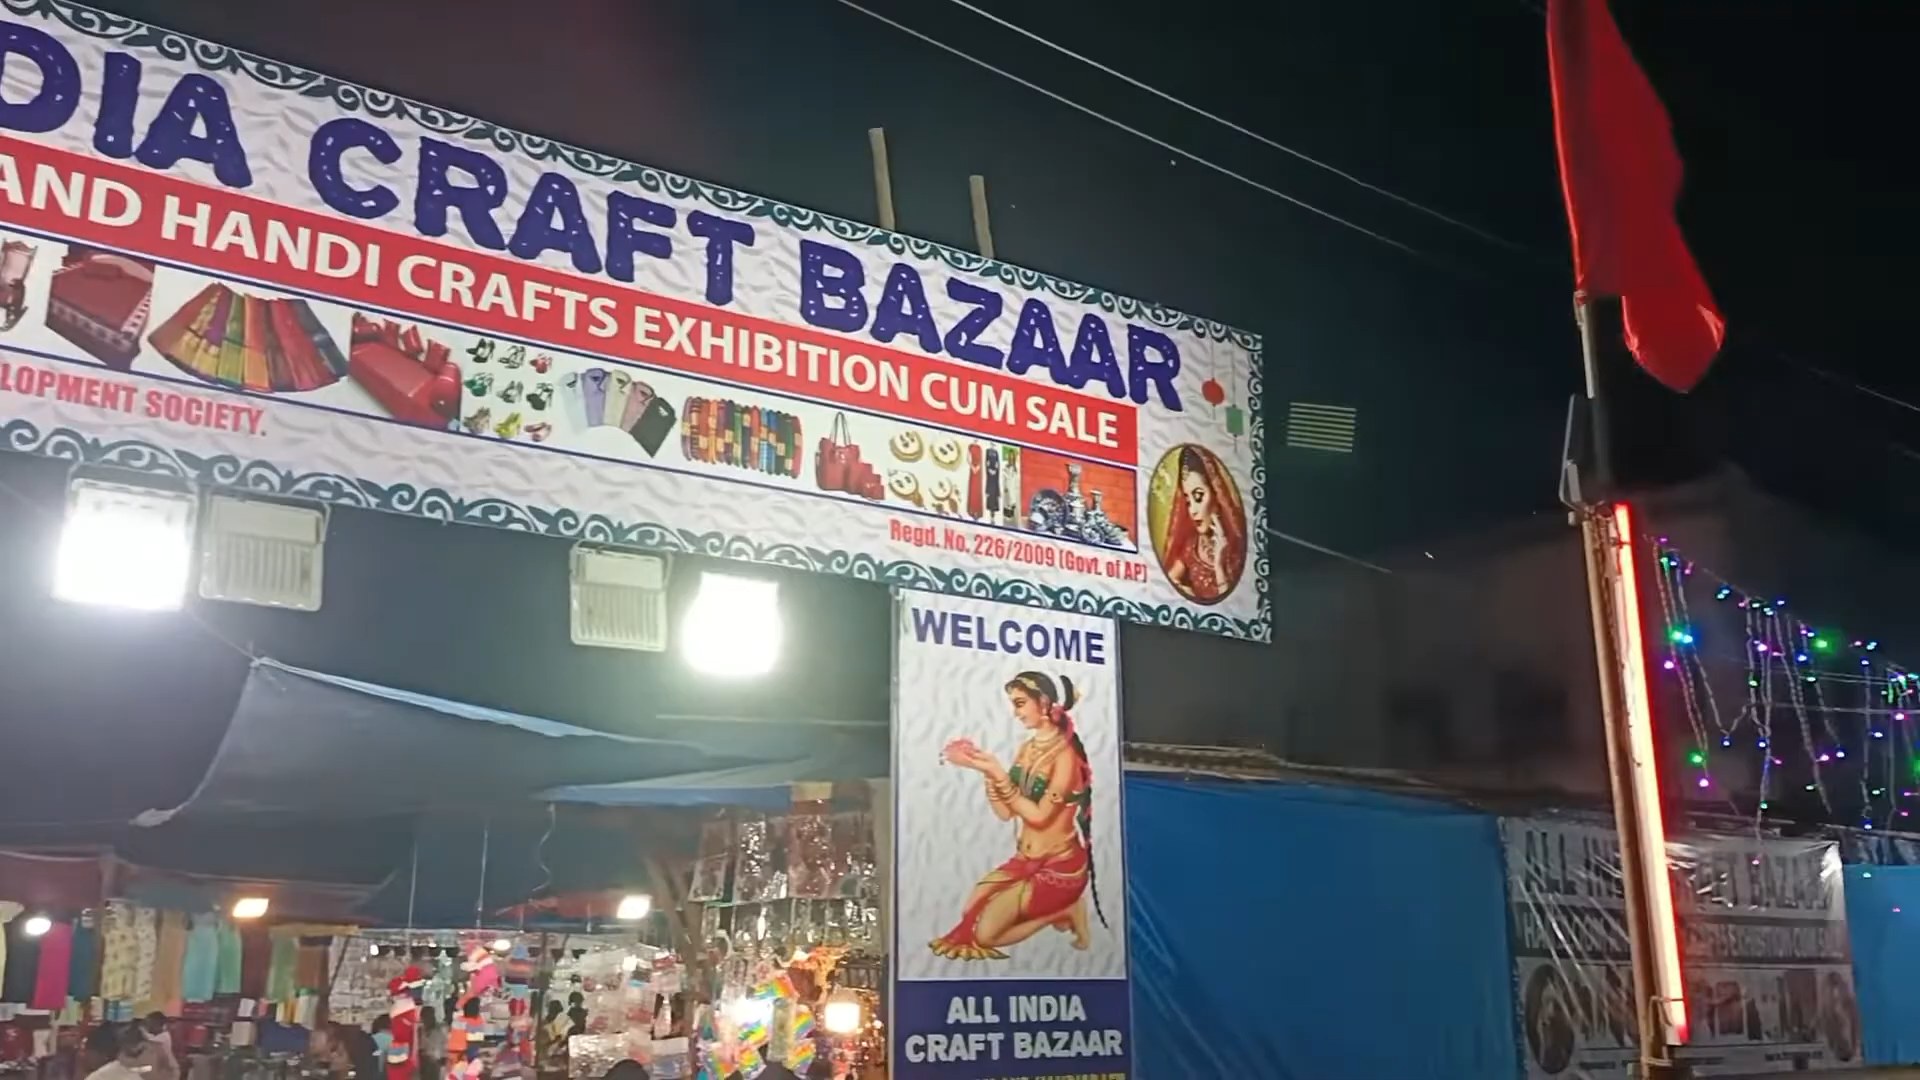 DIA CRAFT BAZAAR
AND HANDI CRAFTS EXHIBITION CUM SALE
LOPMENT SOCIETY.
Regd. No. 226/2009 (Govt. of AP)
WELCOME
ALL INDIA
CRAFT BAZAAR